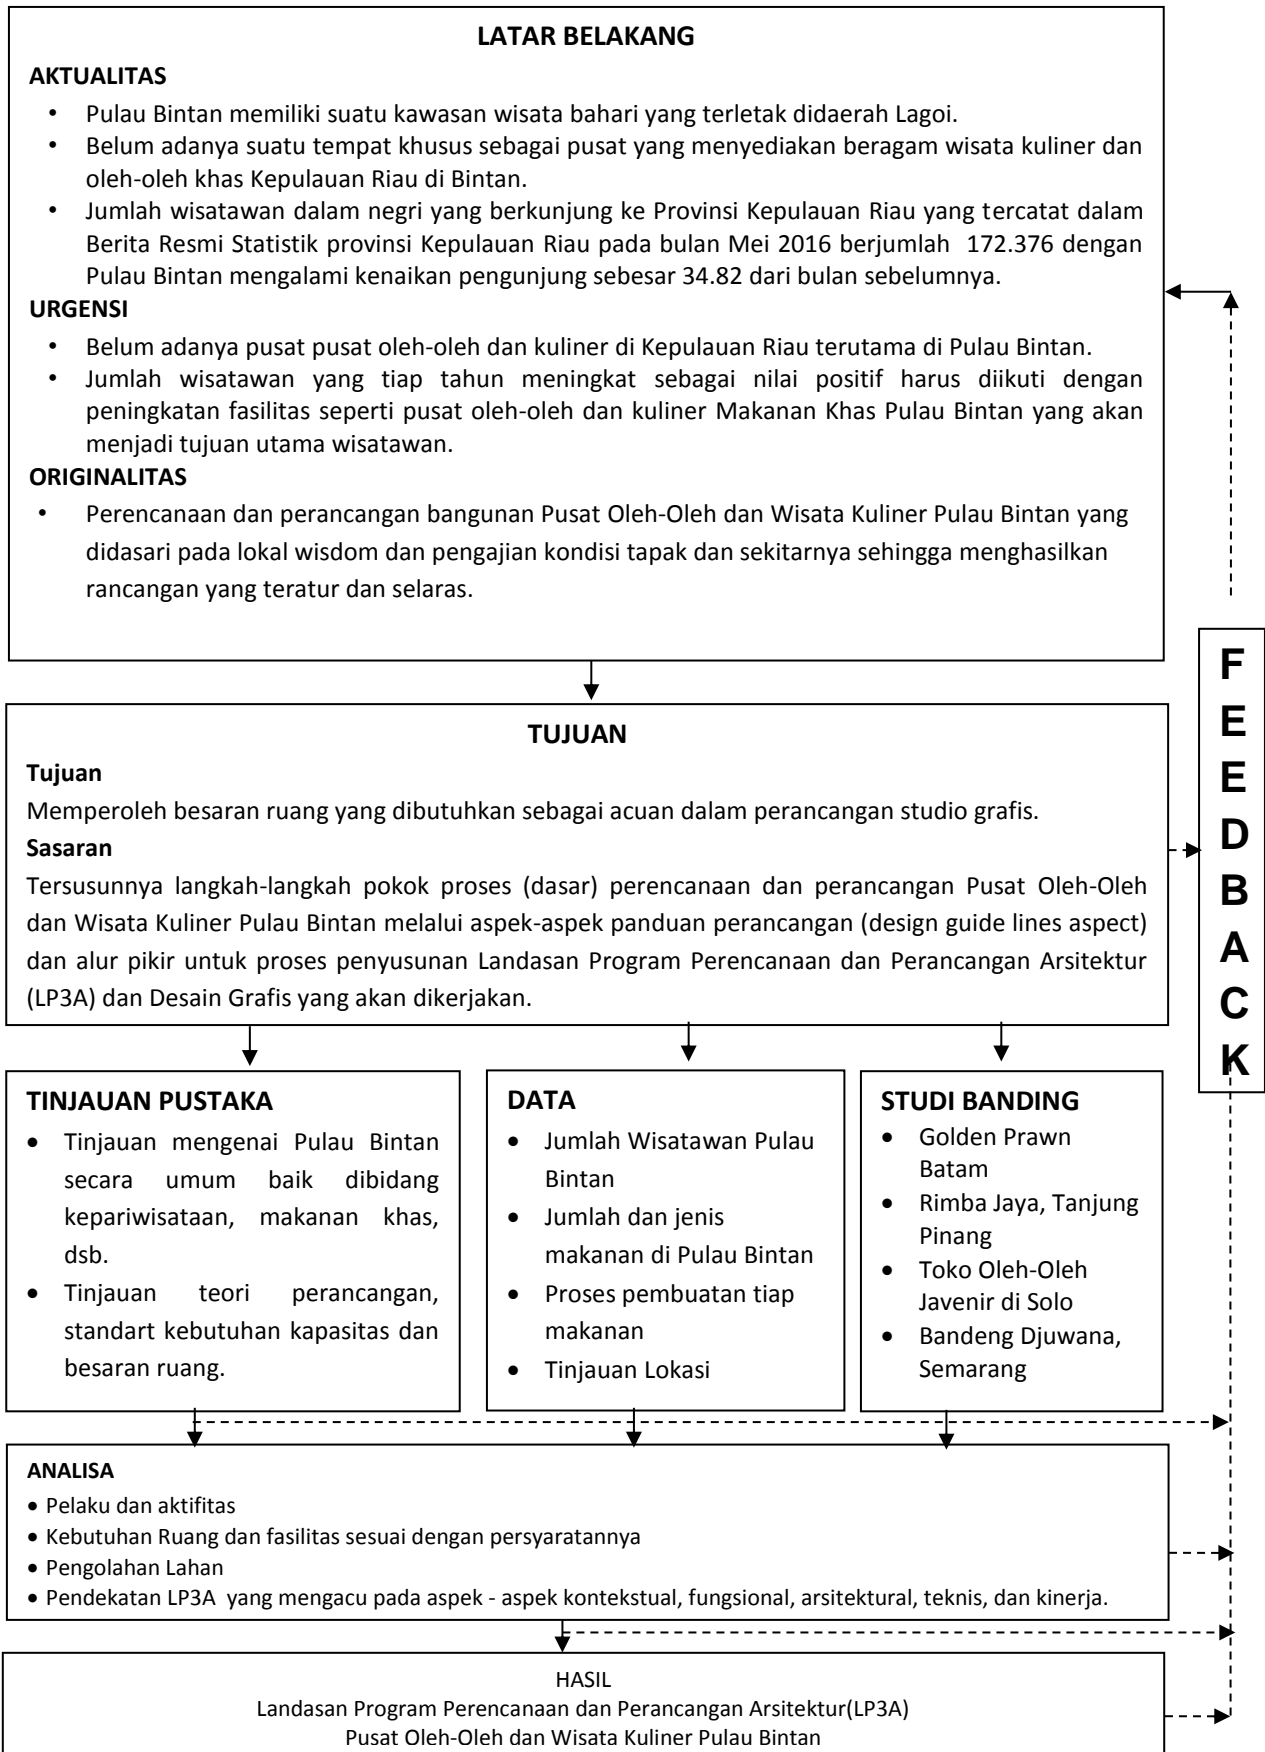 LATAR BELAKANG
AKTUALITAS
• Pulau Bintan memiliki suatu kawasan wisata bahari yang terletak didaerah Lagoi.
• Belum adanya suatu tempat khusus sebagai pusat yang menyediakan beragam wisata kuliner dan
oleh-oleh khas Kepulauan Riau di Bintan.
• Jumlah wisatawan dalam negri yang berkunjung ke Provinsi Kepulauan Riau yang tercatat dalam
Berita Resmi Statistik provinsi Kepulauan Riau pada bulan Mei 2016 berjumlah 172.376 dengan
Pulau Bintan mengalami kenaikan pengunjung sebesar 34.82 dari bulan sebelumnya.
URGENSI
• Belum adanya pusat pusat oleh-oleh dan kuliner di Kepulauan Riau terutama di Pulau Bintan.
• Jumlah wisatawan yang tiap tahun meningkat sebagai nilai positif harus diikuti dengan
peningkatan fasilitas seperti pusat oleh-oleh dan kuliner Makanan Khas Pulau Bintan yang akan
menjadi tujuan utama wisatawan.
ORIGINALITAS
• Perencanaan dan perancangan bangunan Pusat Oleh-Oleh dan Wisata Kuliner Pulau Bintan yang
didasari pada lokal wisdom dan pengajian kondisi tapak dan sekitarnya sehingga menghasilkan
rancangan yang teratur dan selaras.
TUJUAN
Tujuan
Memperoleh besaran ruang yang dibutuhkan sebagai acuan dalam perancangan studio grafis.
Sasaran
Tersusunnya langkah-langkah pokok proses (dasar) perencanaan dan perancangan Pusat Oleh-Oleh
dan Wisata Kuliner Pulau Bintan melalui aspek-aspek panduan perancangan (design guide lines aspect)
dan alur pikir untuk proses penyusunan Landasan Program Perencanaan dan Perancangan Arsitektur
(LP3A) dan Desain Grafis yang akan dikerjakan.
F
E
E
D
B
A
C
K
TINJAUAN PUSTAKA
• Tinjauan mengenai Pulau Bintan
secara umum baik dibidang
kepariwisataan, makanan khas,
dsb.
• Tinjauan teori perancangan,
standart kebutuhan kapasitas dan
besaran ruang.
DATA
• Jumlah Wisatawan Pulau
Bintan
• Jumlah dan jenis
makanan di Pulau Bintan
• Proses pembuatan tiap
makanan
• Tinjauan Lokasi
STUDI BANDING
• Golden Prawn
Batam
• Rimba Jaya, Tanjung
Pinang
• Toko Oleh-Oleh
Javenir di Solo
• Bandeng Djuwana,
Semarang
ANALISA
• Pelaku dan aktifitas
• Kebutuhan Ruang dan fasilitas sesuai dengan persyaratannya
• Pengolahan Lahan
• Pendekatan LP3A yang mengacu pada aspek - aspek kontekstual, fungsional, arsitektural, teknis, dan kinerja.
HASIL
Landasan Program Perencanaan dan Perancangan Arsitektur(LP3A)
Pusat Oleh-Oleh dan Wisata Kuliner Pulau Bintan